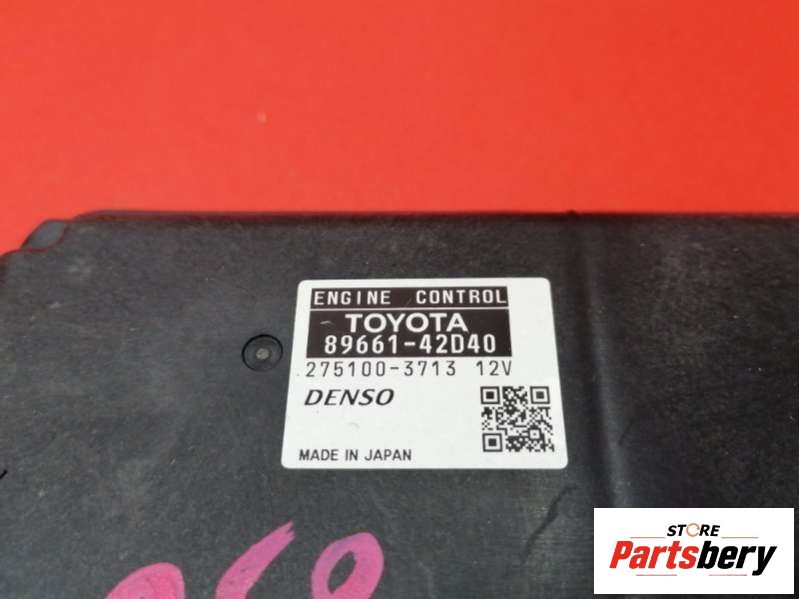 ENGINE CONTROL
TOYOTA
89661-42D40
275100-3713 12V
DENSO
MADE IN JAPAN
STORE
Partsbery